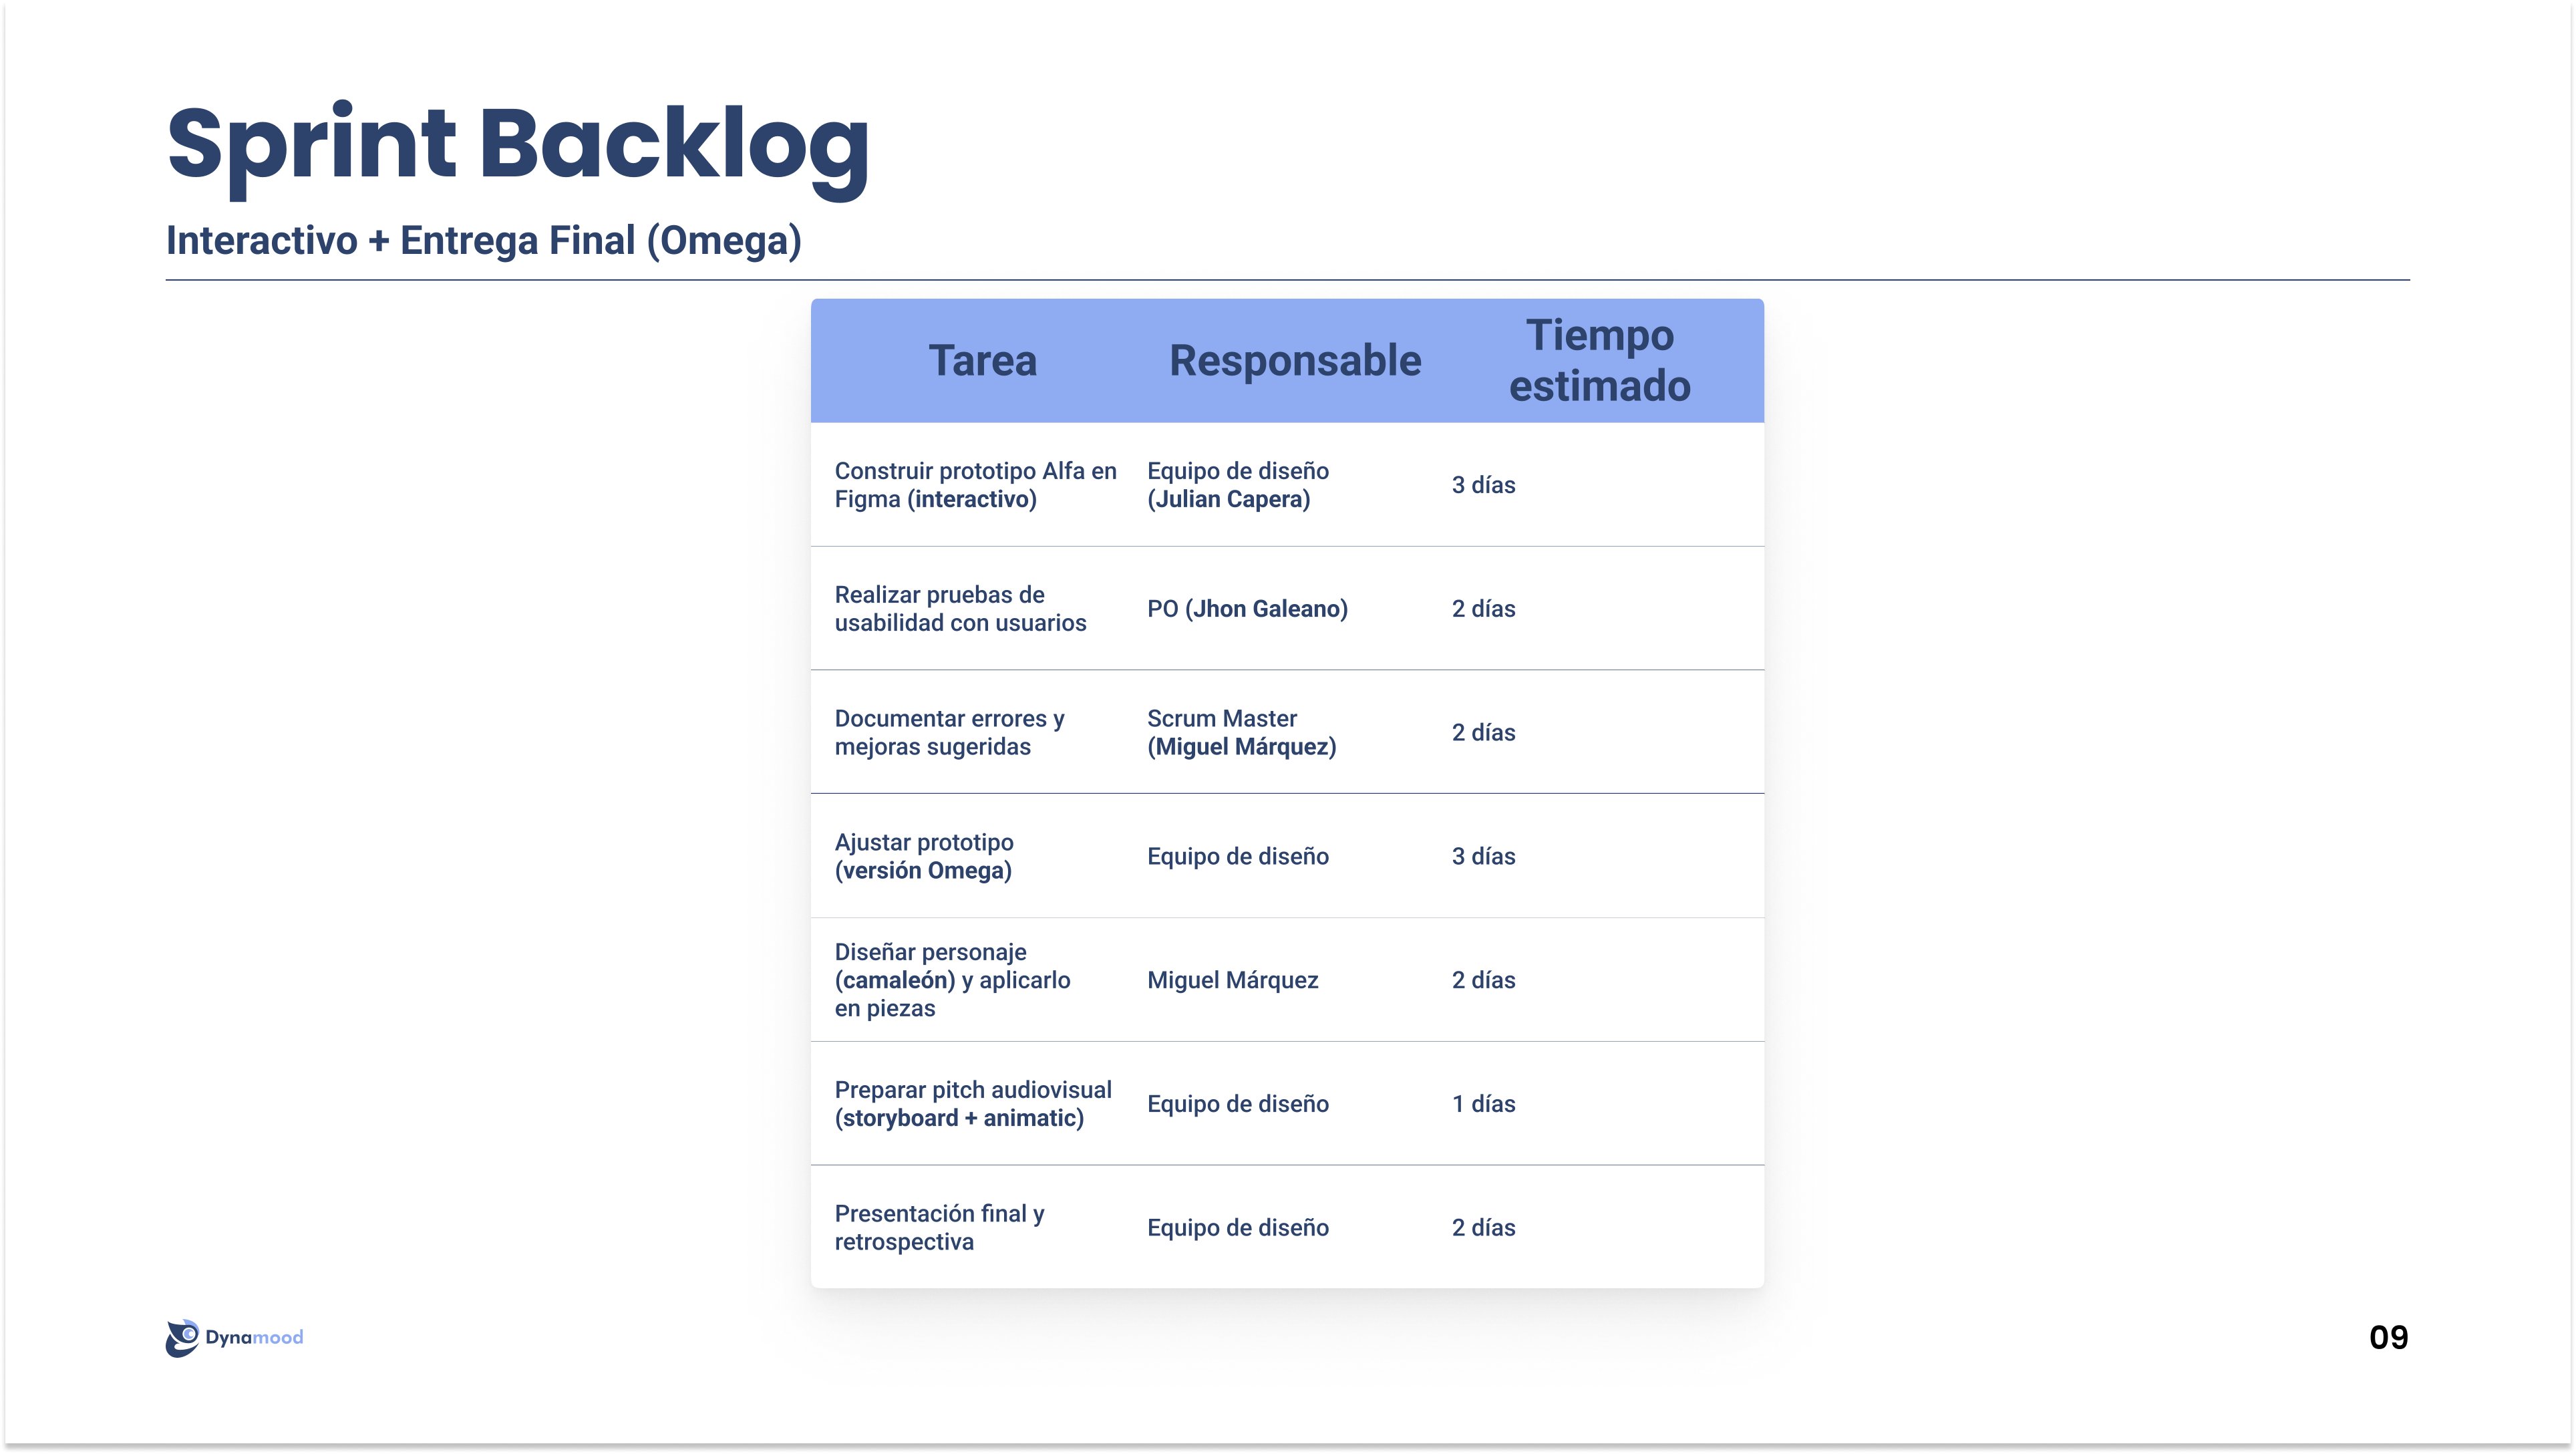 Sprint Backlog
Interactivo + Entrega Final (Omega)
Tarea
Responsable
Tiempo
estimado
Construir prototipo Alfa en
Figma (interactivo)
Equipo de diseño
(Julian Capera)
3 días
Realizar pruebas de
usabilidad con usuarios
PO (Jhon Galeano)
2 días
Documentar errores y
mejoras sugeridas
Scrum Master
(Miguel Márquez)
2 días
Ajustar prototipo
(versión Omega)
Equipo de diseño
3 días
Diseñar personaje
(camaleón) y aplicarlo
en piezas
Miguel Márquez
2 días
Preparar pitch audiovisual
(storyboard + animatic)
Equipo de diseño
1 días
Presentación final y
retrospectiva
Equipo de diseño
2 días
Dynamood
09